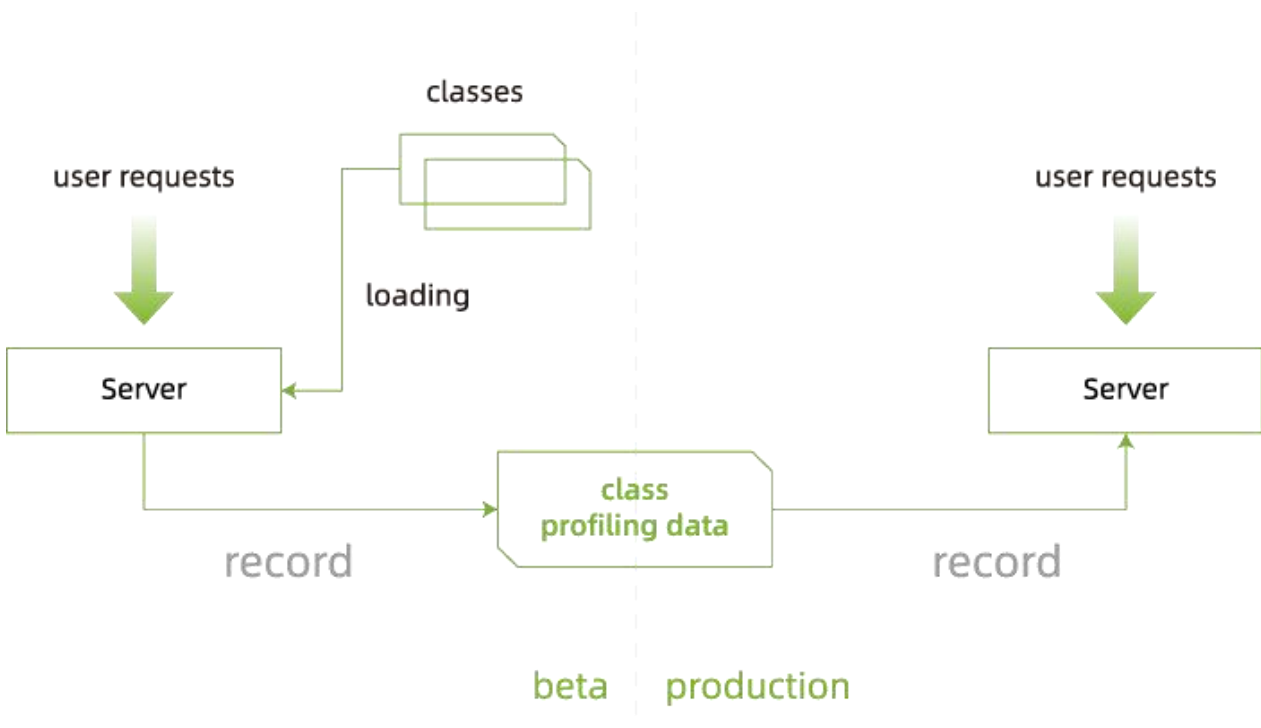 classes
user requests
user requests
loading
Server
Server
class
profiling data
record
record
beta
production